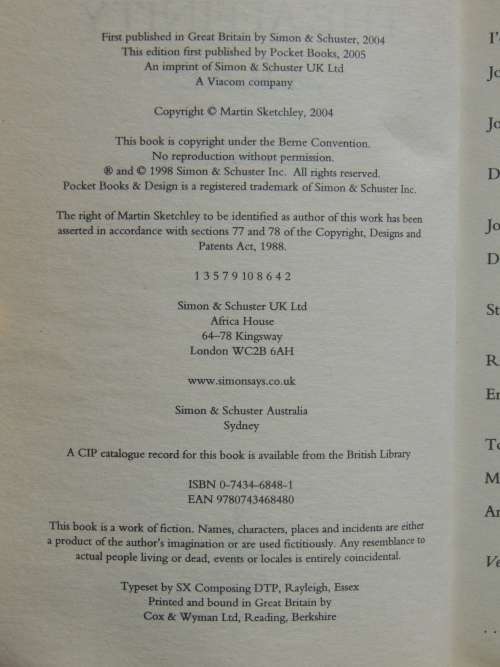 First published in Great Britain by Simon & Schuster, 2004
This edition first published by Pocket Books, 2005
An imprint of Simon & Schuster UK Ltd
A Viacom company
Copyright © Martin Sketchley, 2004
This book is copyright under the Berne Convention.
No reproduction without permission.
® and © 1998 Simon & Schuster Inc. All rights reserved.
Pocket Books & Design is a registered trademark of Simon & Schuster Inc.
The right of Martin Sketchley to be identified as author of this work has been
asserted in accordance with sections 77 and 78 of the Copyright, Designs and
Patents Act, 1988.
1 3 5 7 9 10 8 6 4 2
Simon & Schuster UK Ltd
Africa House
64–78 Kingsway
London WC2B 6AH
www.simonsays.co.uk
Simon & Schuster Australia
Sydney
A CIP catalogue record for this book is available from the British Library
ISBN 0-7434-6848-1
EAN 9780743468480
This book is a work of fiction. Names, characters, places and incidents are either
a product of the author's imagination or are used fictitiously. Any resemblance to
actual people living or dead, events or locales is entirely coincidental.
Typeset by SX Composing DTP, Rayleigh, Essex
Printed and bound in Great Britain by
Cox & Wyman Ltd, Reading, Berkshire